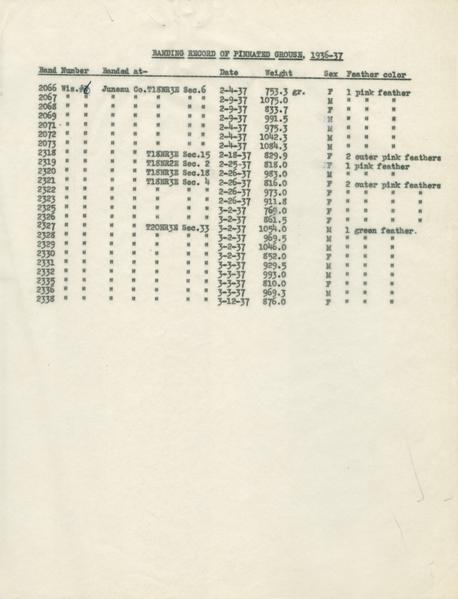 BANDING RECORD OF PINNATED GROUSE, 1936-37
Band Number Banded at- Date Weight Sex Feather color
2066 Wis. Juneau Co.T18NR3E Sec.6 2-4-37 753.3 gr. F 1 pink feather
2067 " " " " " " " 2-9-37 1075.0 M " " "
2068 " " " " " " " 2-9-37 833.7 F " " "
2069 " " " " " " " 2-9-37 991.5 M " " "
2071 " " " " " " " 2-4-37 975.3 M " " "
2072 " " " " " " " 2-4-37 1042.3 M " " "
2073 " " " " " " " 2-4-37 1084.3 M " " "
2318 " " " " T18NR3E Sec.15 2-18-37 829.9 F 2 outer pink feathers
2319 " " " " T18NR2E Sec. 2 2-25-37 818.0 F 1 pink feather
2320 " " " " T18NR3E Sec.18 2-26-37 983.0 M " " "
2321 " " " " T18NR3E Sec. 4 2-26-37 816.0 F 2 outer pink feathers
2322 " " " " " " " 2-26-37 973.0 F " " " "
2323 " " " " " " " 2-26-37 911.8 F " " " "
2325 " " " " " " " 3-2-37 769.0 F " " " "
2326 " " " " " " " 3-2-37 861.5 F " " " "
2327 " " " " T20NR3E Sec.33 3-2-37 1054.0 M 1 green feather.
2328 " " " " " " " 3-2-37 969.5 M " " "
2329 " " " " " " " 3-2-37 1046.0 M " " "
2330 " " " " " " " 3-2-37 852.0 F " " "
2331 " " " " " " " 3-3-37 929.5 M " " "
2332 " " " " " " " 3-3-37 993.0 M " " "
2335 " " " " " " " 3-3-37 810.0 F " " "
2336 " " " " " " " 3-3-37 969.3 M " " "
2338 " " " " " " " 3-12-37 876.0 F " " "